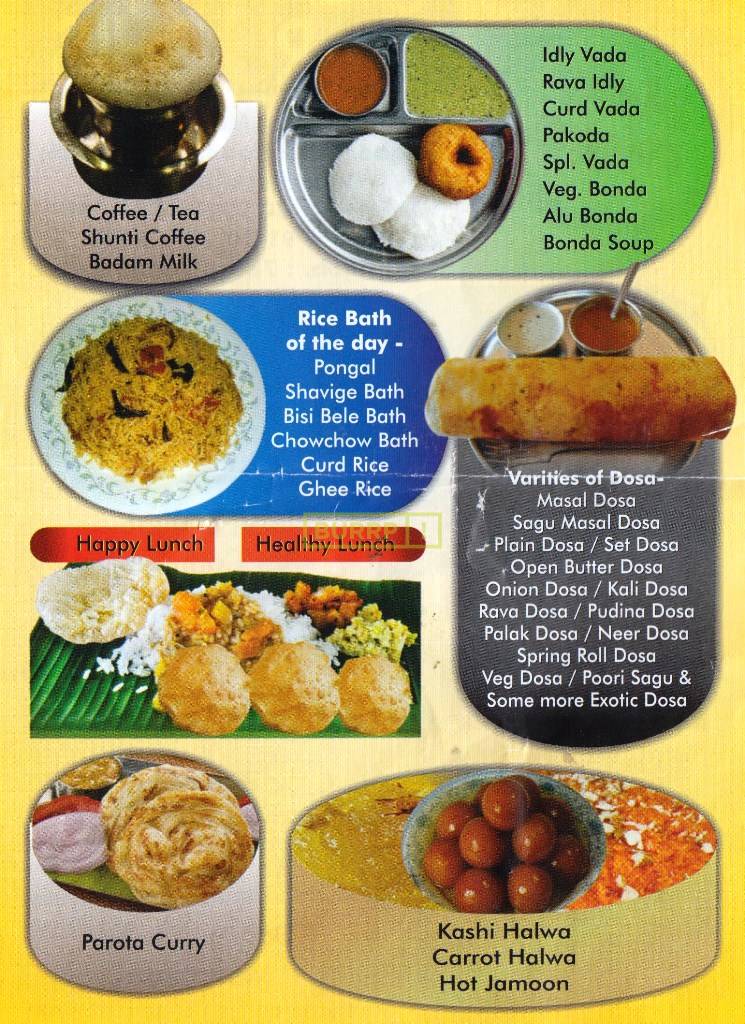 Coffee / Tea
Shunti Coffee
Badam Milk
Idly Vada
Rava Idly
Curd Vada
Pakoda
Spl. Vada
Veg. Bonda
Alu Bonda
Bonda Soup
Rice Bath
of the day -
Pongal
Shavige Bath
Bisi Bele Bath
Chowchow Bath
Curd Rice
Ghee Rice
Varities of Dosa-
Masal Dosa
Sagu Masal Dosa
Plain Dosa / Set Dosa
Open Butter Dosa
Onion Dosa / Kali Dosa
Rava Dosa / Pudina Dosa
Palak Dosa / Neer Dosa
Spring Roll Dosa
Veg Dosa / Poori Sagu &
Some more Exotic Dosa
Happy Lunch
Healthy Lunch
BURRP!
Parota Curry
Kashi Halwa
Carrot Halwa
Hot Jamoon